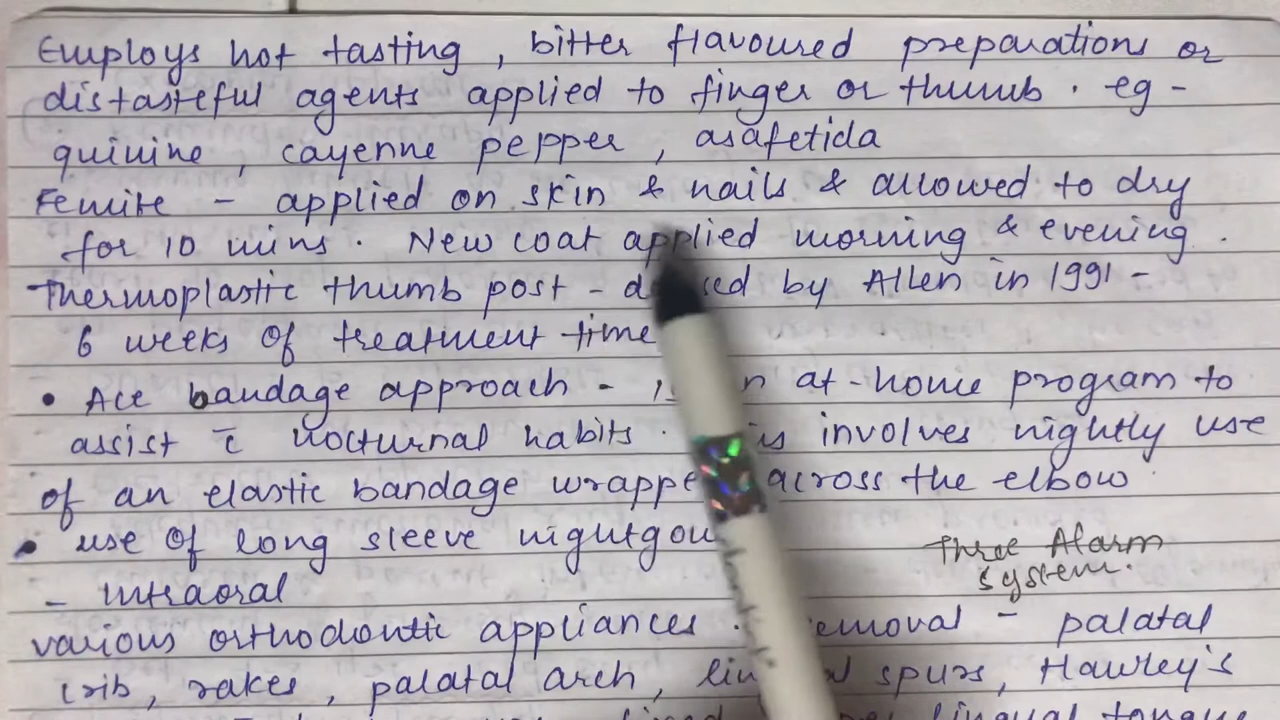 Employs hot tasting, bitter flavoured preparations or
distasteful agents applied to finger or thumb. eg -
quinine, cayenne pepper, asafetida
Femite - applied on skin & nails & allowed to dry
for 10 mins. New coat applied morning & evening.
Thermoplastic thumb post - by Allen in 1991 -
6 weeks of treatment time
• Ace bandage approach - at-home program to
assist c̄ nocturnal habits. involves nightly use
of an elastic bandage across the elbow.
• use of long sleeve
Three Alarm
system.
- Intraoral
various orthodontic appliances. - palatal
crib, rakes, palatal arch, spurs, Hawley's
lingual tongue